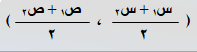 ( س١ + س٢ / ٢ ، ص١ + ص٢ / ٢ )